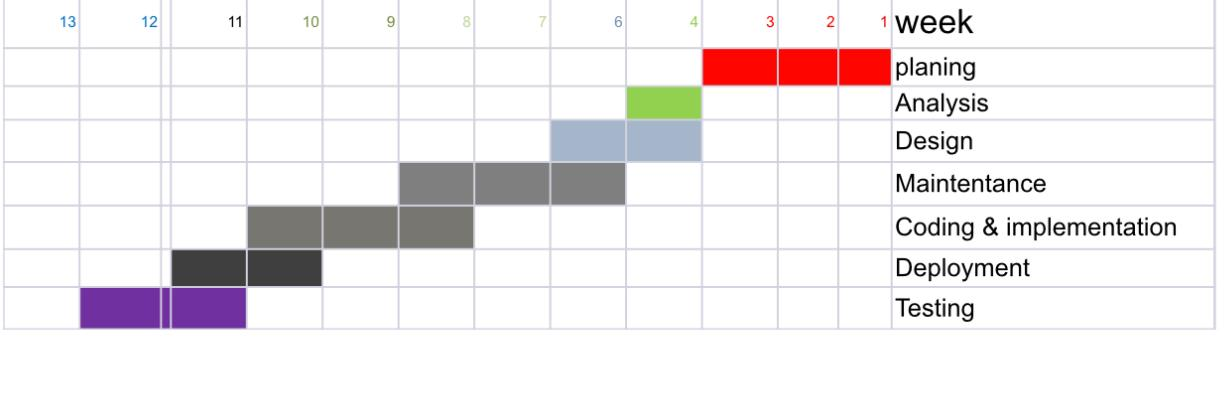 13 12 11 10 9 8 7 6 4 3 2 1 week
planing
Analysis
Design
Maintentance
Coding & implementation
Deployment
Testing